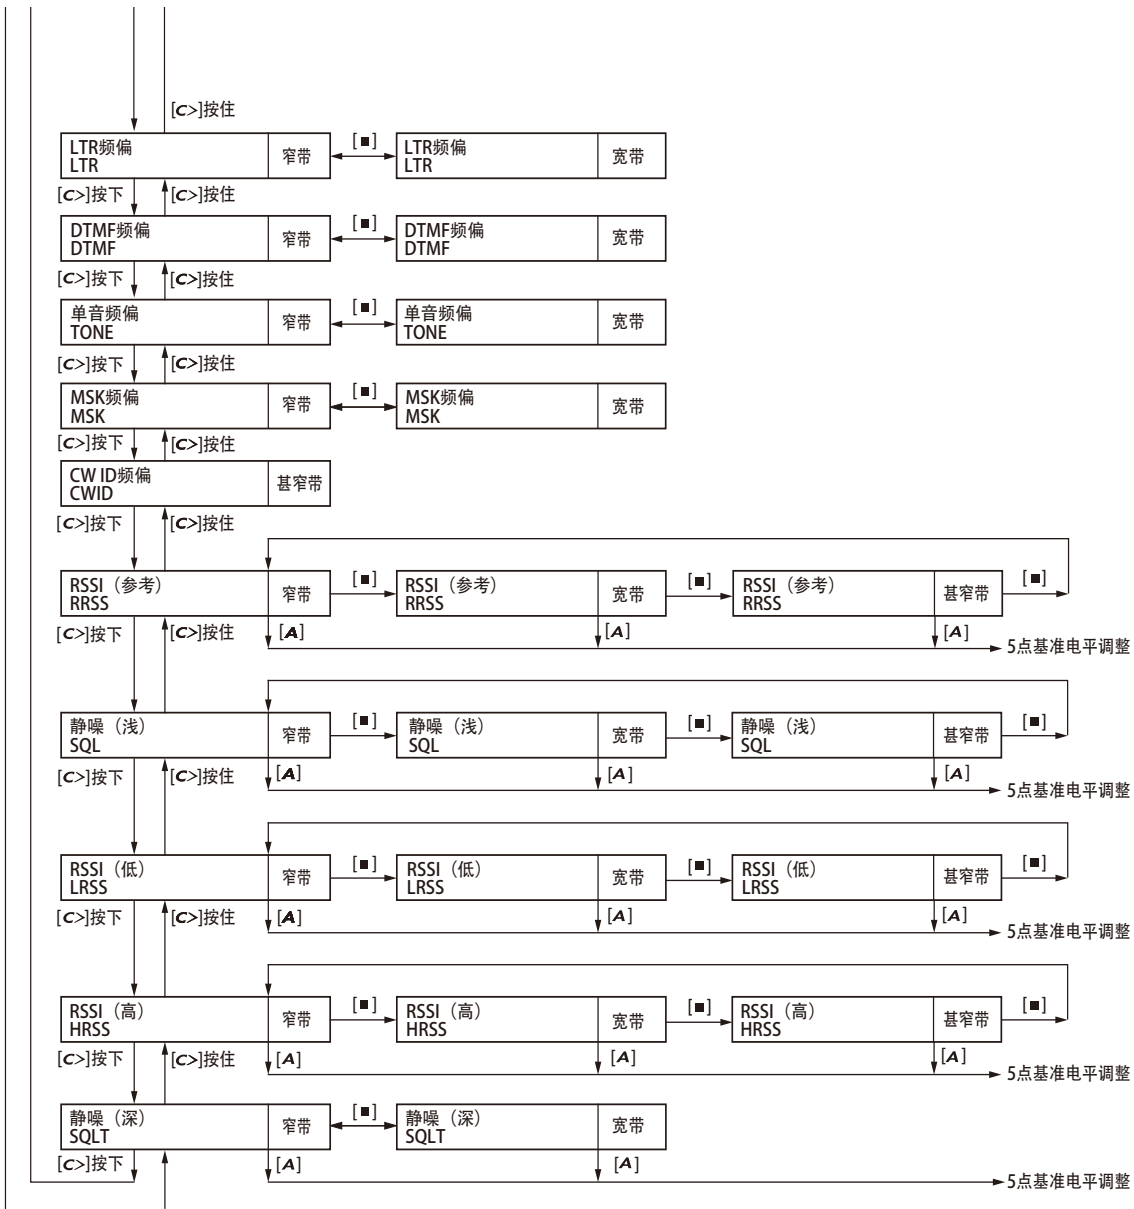 [C>]按住
LTR频偏
LTR
窄带
[■]
LTR频偏
LTR
宽带
[C>]按下
[C>]按住
DTMF频偏
DTMF
窄带
[■]
DTMF频偏
DTMF
宽带
[C>]按下
[C>]按住
单音频偏
TONE
窄带
[■]
单音频偏
TONE
宽带
[C>]按下
[C>]按住
MSK频偏
MSK
窄带
[■]
MSK频偏
MSK
宽带
[C>]按下
[C>]按住
CW ID频偏
CWID
甚窄带
[C>]按下
[C>]按住
RSSI（参考）
RRSS
窄带
[■]
RSSI（参考）
RRSS
宽带
[■]
RSSI（参考）
RRSS
甚窄带
[■]
[C>]按下
[C>]按住
[A]
[A]
[A]
5点基准电平调整
静噪（浅）
SQL
窄带
[■]
静噪（浅）
SQL
宽带
[■]
静噪（浅）
SQL
甚窄带
[■]
[C>]按下
[C>]按住
[A]
[A]
[A]
5点基准电平调整
RSSI（低）
LRSS
窄带
[■]
RSSI（低）
LRSS
宽带
[■]
RSSI（低）
LRSS
甚窄带
[■]
[C>]按下
[C>]按住
[A]
[A]
[A]
5点基准电平调整
RSSI（高）
HRSS
窄带
[■]
RSSI（高）
HRSS
宽带
[■]
RSSI（高）
HRSS
甚窄带
[■]
[C>]按下
[C>]按住
[A]
[A]
[A]
5点基准电平调整
静噪（深）
SQLT
窄带
[■]
静噪（深）
SQLT
宽带
[C>]按下
[A]
[A]
5点基准电平调整